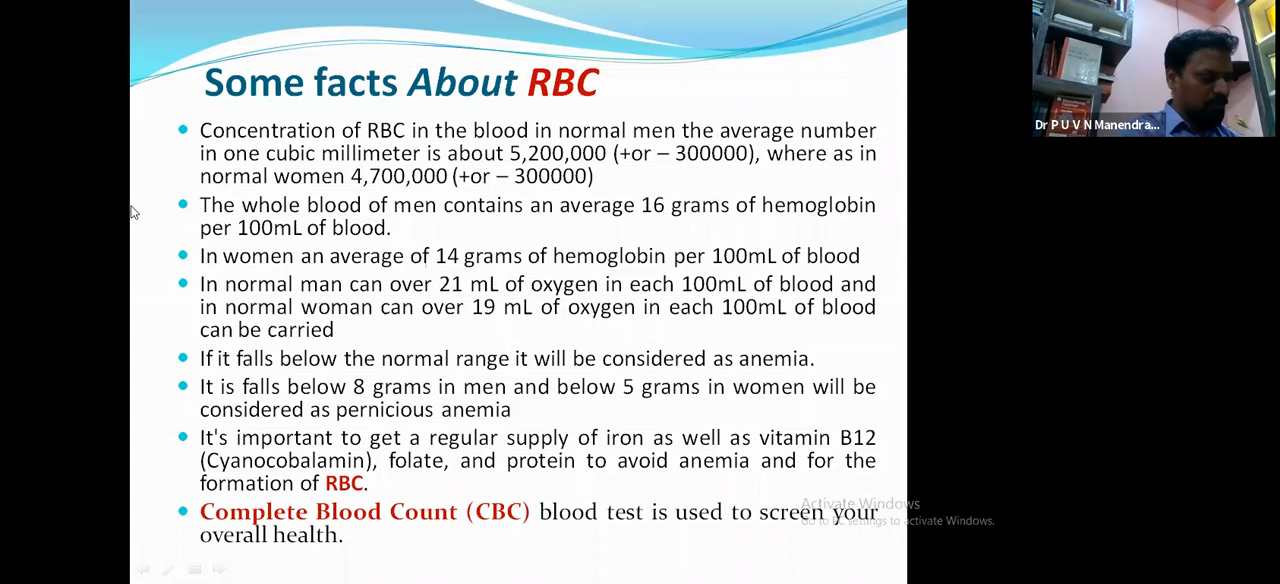 Some facts About RBC
• Concentration of RBC in the blood in normal men the average number
in one cubic millimeter is about 5,200,000 (+or – 300000), where as in
normal women 4,700,000 (+or – 300000)
• The whole blood of men contains an average 16 grams of hemoglobin
per 100mL of blood.
• In women an average of 14 grams of hemoglobin per 100mL of blood
• In normal man can over 21 mL of oxygen in each 100mL of blood and
in normal woman can over 19 mL of oxygen in each 100mL of blood
can be carried
• If it falls below the normal range it will be considered as anemia.
• It is falls below 8 grams in men and below 5 grams in women will be
considered as pernicious anemia
• It's important to get a regular supply of iron as well as vitamin B12
(Cyanocobalamin), folate, and protein to avoid anemia and for the
formation of RBC.
• Complete Blood Count (CBC) blood test is used to screen your
overall health.
Activate Windows
Go to PC settings to activate Windows.
Dr P U V N Manendra...